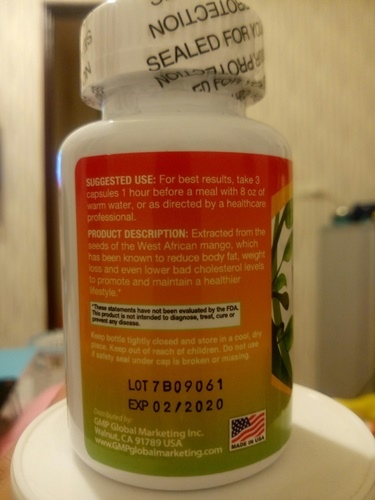 PROTECTION
SEALED FOR YOUR
PROTECTION
SUGGESTED USE: For best results, take 3
capsules 1 hour before a meal with 8 oz of
warm water, or as directed by a healthcare
professional.
PRODUCT DESCRIPTION: Extracted from the
seeds of the West African mango, which
has been known to reduce body fat, weight
loss and even lower bad cholesterol levels
to promote and maintain a healthier
lifestyle.*
*These statements have not been evaluated by the FDA.
This product is not intended to diagnose, treat, cure or
prevent any disease.
Keep bottle tightly closed and store in a cool, dry
place. Keep out of reach of children. Do not use
if safety seal under cap is broken or missing.
LOT 7B09061
EXP 02/2020
Distributed by:
GMP Global Marketing Inc.
Walnut, CA 91789 USA
www.GMPglobalmarketing.com
MADE IN USA